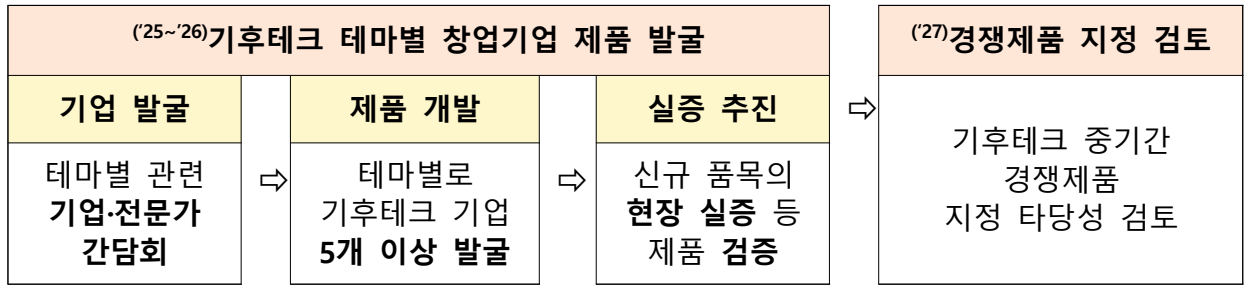 ('25~'26)기후테크 테마별 창업기업 제품 발굴
기업 발굴
⇨
제품 개발
⇨
실증 추진
테마별 관련
기업·전문가
간담회
테마별로
기후테크 기업
5개 이상 발굴
신규 품목의
현장 실증 등
제품 검증
⇨
('27)경쟁제품 지정 검토
기후테크 중기간
경쟁제품
지정 타당성 검토